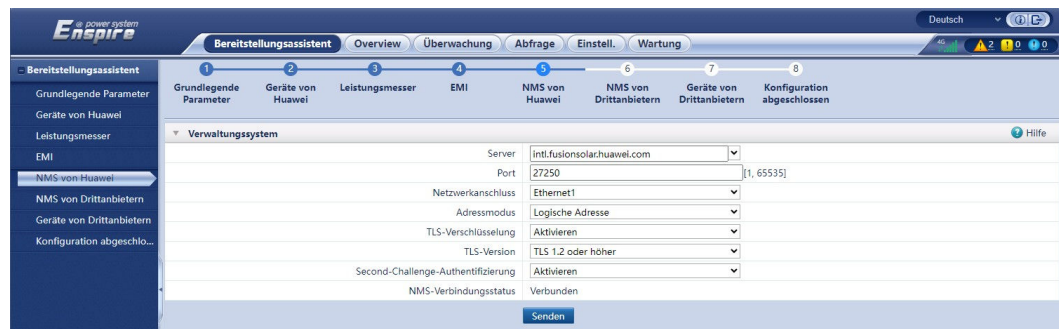 @ power system
Enspire
Deutsch
Bereitstellungsassistent Overview Überwachung Abfrage Einstell. Wartung
4G 2 0 0
Bereitstellungsassistent
Grundlegende Parameter
Geräte von Huawei
Leistungsmesser
EMI
NMS von Huawei
NMS von Drittanbietern
Geräte von Drittanbietern
Konfiguration abgeschlo...
1 2 3 4 5 6 7 8
Grundlegende Parameter
Geräte von Huawei
Leistungsmesser
EMI
NMS von Huawei
NMS von Drittanbietern
Geräte von Drittanbietern
Konfiguration abgeschlossen
Verwaltungssystem
Hilfe
Server intl.fusionsolar.huawei.com
Port 27250 [1, 65535]
Netzwerkanschluss Ethernet1
Adressmodus Logische Adresse
TLS-Verschlüsselung Aktivieren
TLS-Version TLS 1.2 oder höher
Second-Challenge-Authentifizierung Aktivieren
NMS-Verbindungsstatus Verbunden
Senden